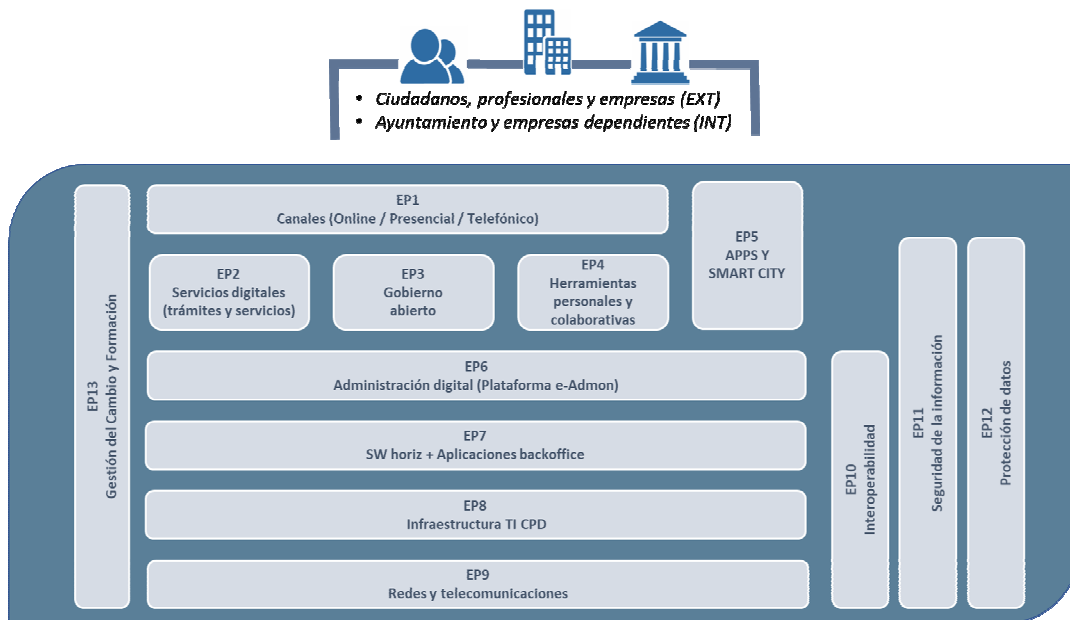 • Ciudadanos, profesionales y empresas (EXT)
• Ayuntamiento y empresas dependientes (INT)
EP13
Gestión del Cambio y Formación
EP1
Canales (Online / Presencial / Telefónico)
EP2
Servicios digitales
(trámites y servicios)
EP3
Gobierno
abierto
EP4
Herramientas
personales y
colaborativas
EP5
APPS Y
SMART CITY
EP6
Administración digital (Plataforma e-Admon)
EP7
SW horiz + Aplicaciones backoffice
EP8
Infraestructura TI CPD
EP9
Redes y telecomunicaciones
EP10
Interoperabilidad
EP11
Seguridad de la información
EP12
Protección de datos